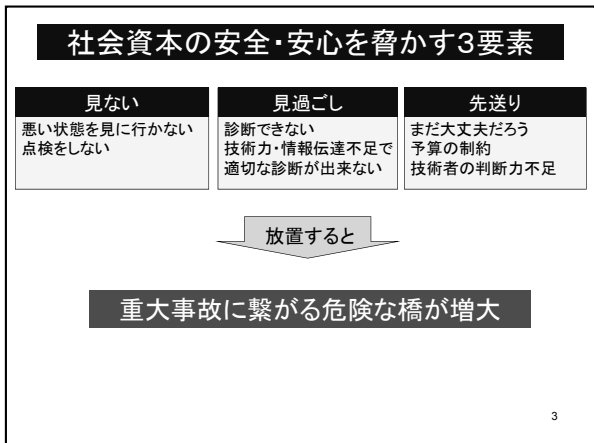 社会資本の安全・安心を脅かす3要素
見ない
悪い状態を見に行かない
点検をしない
見過ごし
診断できない
技術力・情報伝達不足で
適切な診断が出来ない
先送り
まだ大丈夫だろう
予算の制約
技術者の判断力不足
放置すると
重大事故に繋がる危険な橋が増大
3